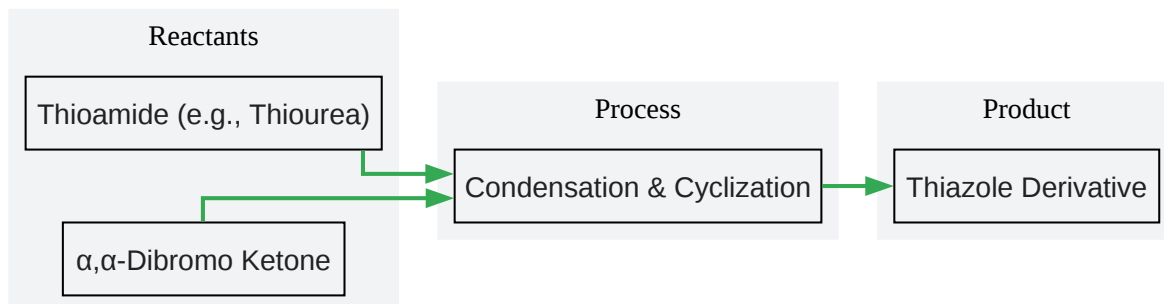 Reactants
Thioamide (e.g., Thiourea)
α,α-Dibromo Ketone
Process
Condensation & Cyclization
Product
Thiazole Derivative